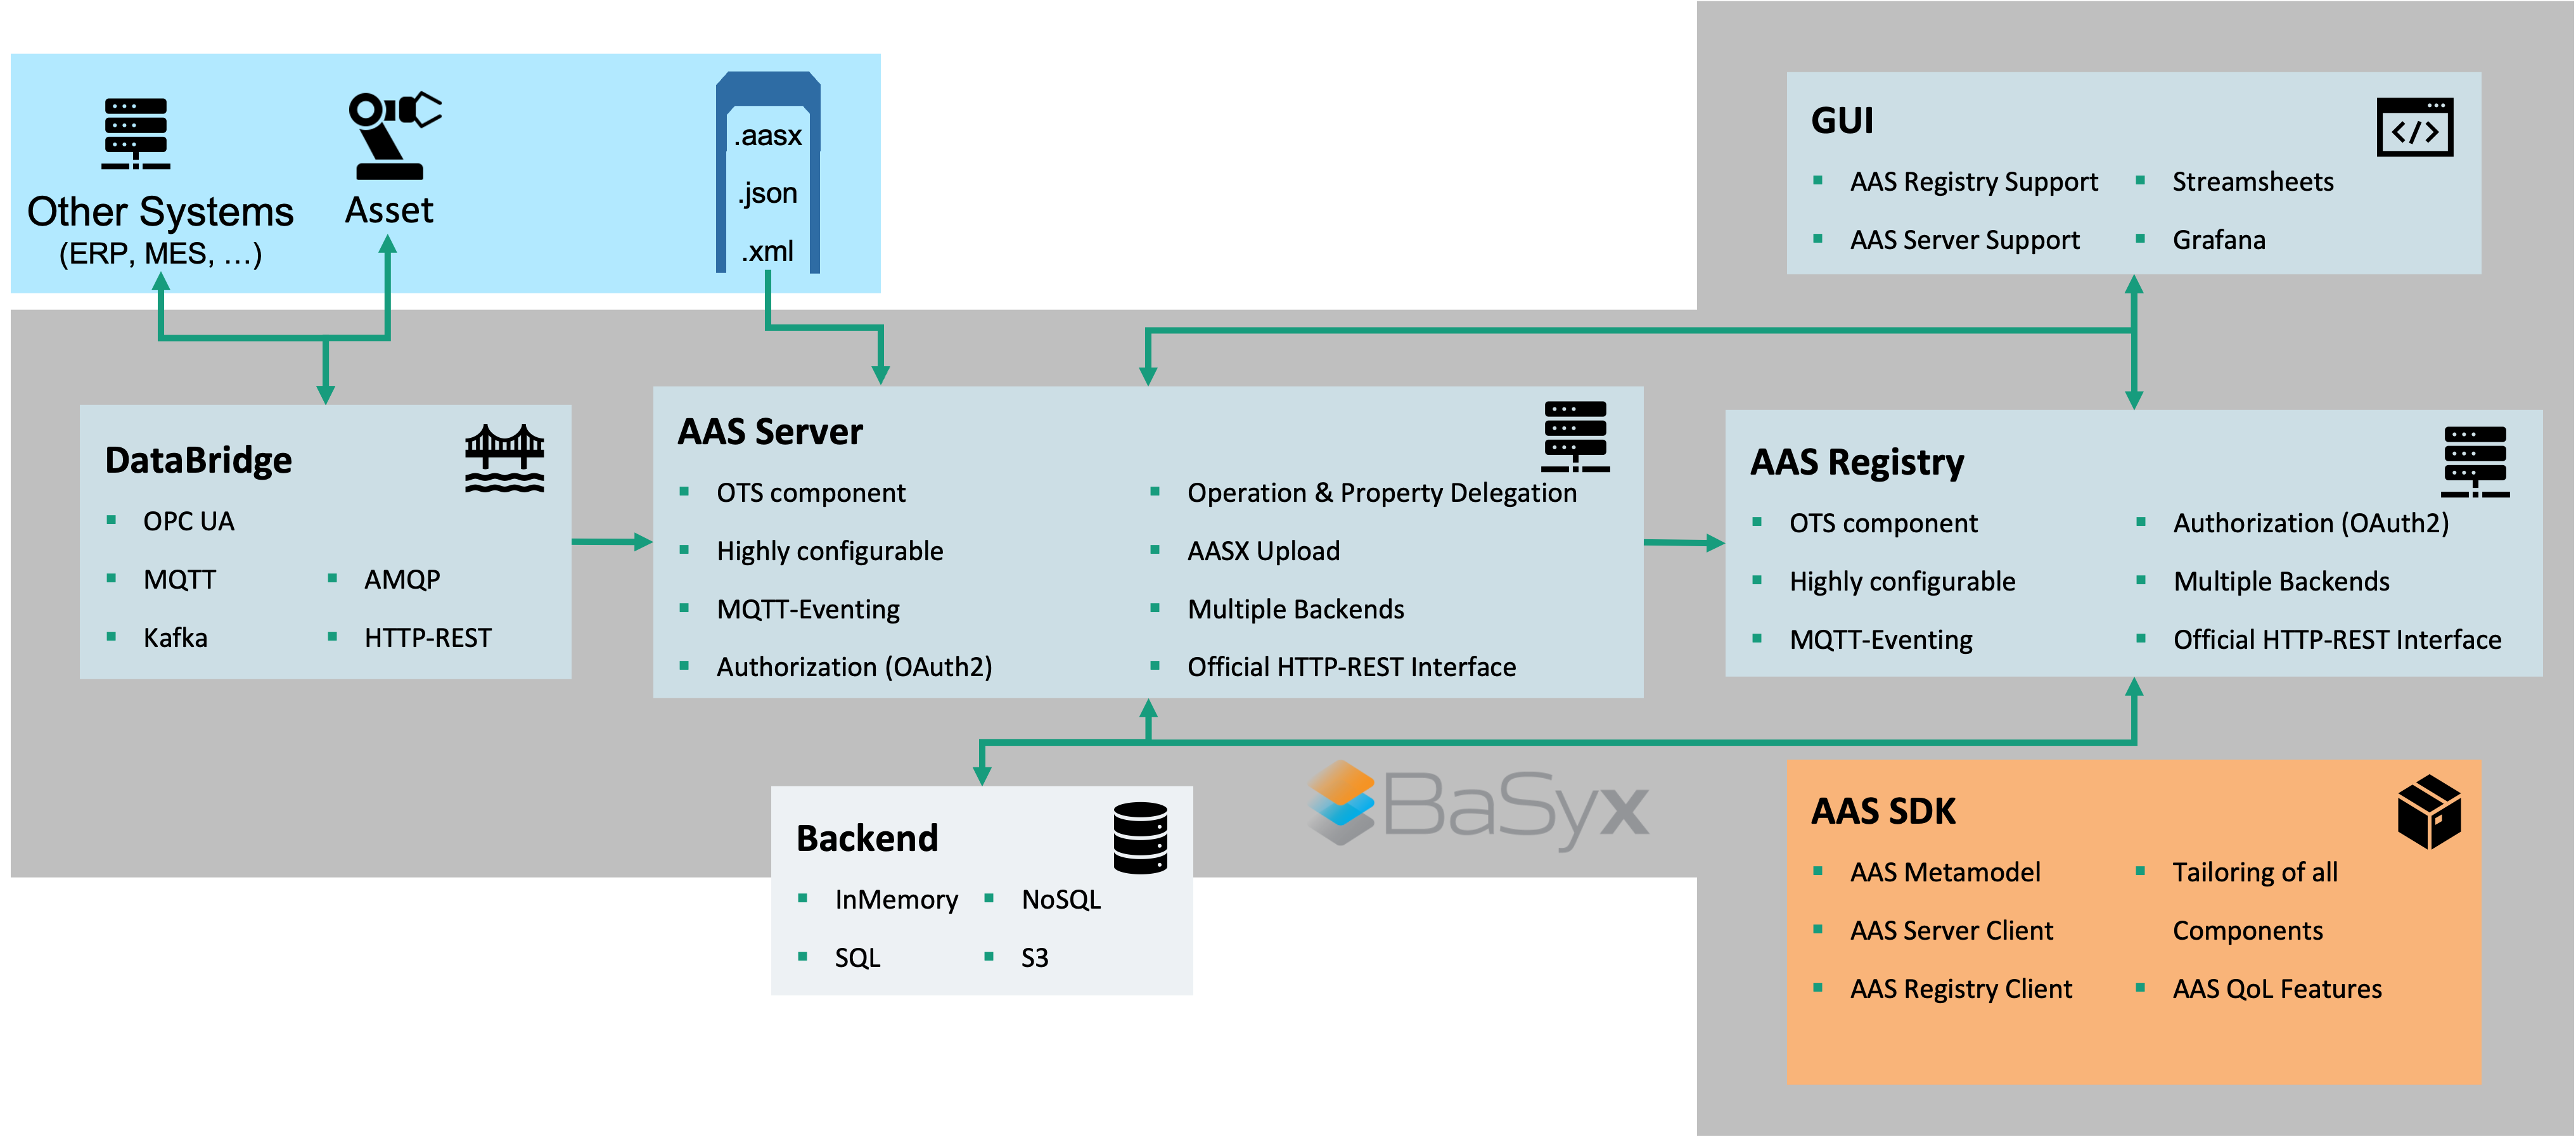 Other Systems
(ERP, MES, …)
Asset
.aasx
.json
.xml
GUI
AAS Registry Support
AAS Server Support
Streamsheets
Grafana
DataBridge
OPC UA
MQTT
Kafka
AMQP
HTTP-REST
AAS Server
OTS component
Highly configurable
MQTT-Eventing
Authorization (OAuth2)
Operation & Property Delegation
AASX Upload
Multiple Backends
Official HTTP-REST Interface
AAS Registry
OTS component
Highly configurable
MQTT-Eventing
Authorization (OAuth2)
Multiple Backends
Official HTTP-REST Interface
Backend
InMemory
SQL
NoSQL
S3
BaSyx
AAS SDK
AAS Metamodel
AAS Server Client
AAS Registry Client
Tailoring of all
Components
AAS QoL Features